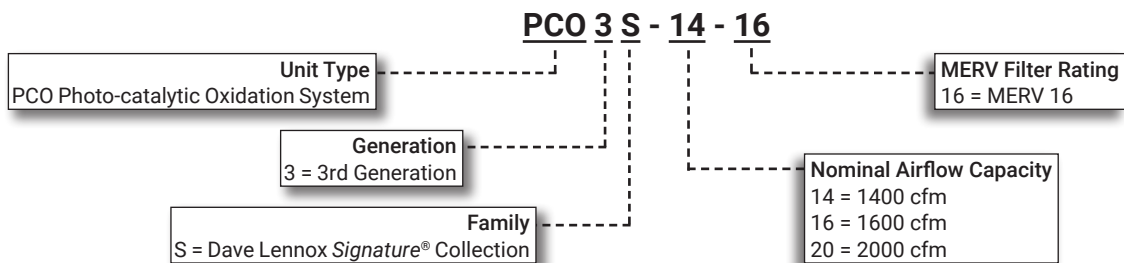 PCO 3 S - 14 - 16
Unit Type
PCO Photo-catalytic Oxidation System
MERV Filter Rating
16 = MERV 16
Generation
3 = 3rd Generation
Nominal Airflow Capacity
14 = 1400 cfm
16 = 1600 cfm
20 = 2000 cfm
Family
S = Dave Lennox Signature® Collection